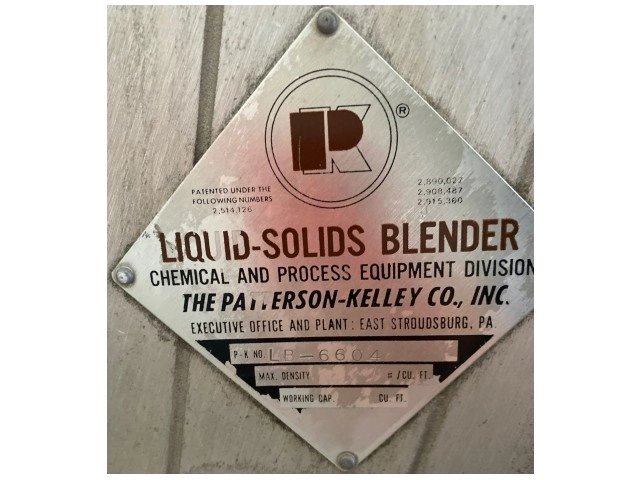 PK ®
PATENTED UNDER THE
FOLLOWING NUMBERS
2,514,126
2,890,027
2,908,487
2,915,360
LIQUID-SOLIDS BLENDER
CHEMICAL AND PROCESS EQUIPMENT DIVISION
THE PATTERSON-KELLEY CO., INC.
EXECUTIVE OFFICE AND PLANT: EAST STROUDSBURG, PA.
P-K NO. LB-6604
MAX. DENSITY #/CU. FT.
WORKING CAP. CU. FT.